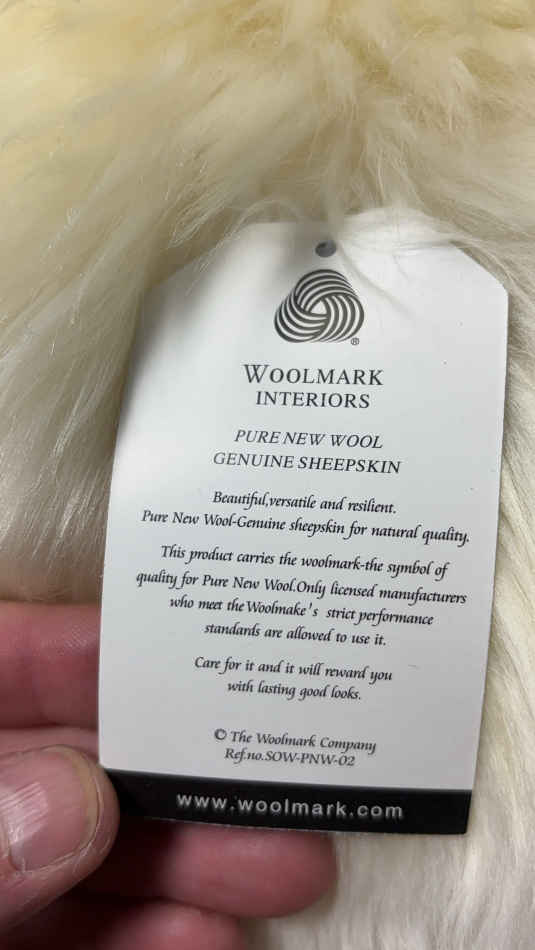 ®
WOOLMARK
INTERIORS
PURE NEW WOOL
GENUINE SHEEPSKIN
Beautiful,versatile and resilient.
Pure New Wool-Genuine sheepskin for natural quality.
This product carries the woolmark-the symbol of
quality for Pure New Wool.Only licensed manufacturers
who meet the Woolmake's strict performance
standards are allowed to use it.
Care for it and it will reward you
with lasting good looks.
© The Woolmark Company
Ref.no.SOW-PNW-02
www.woolmark.com